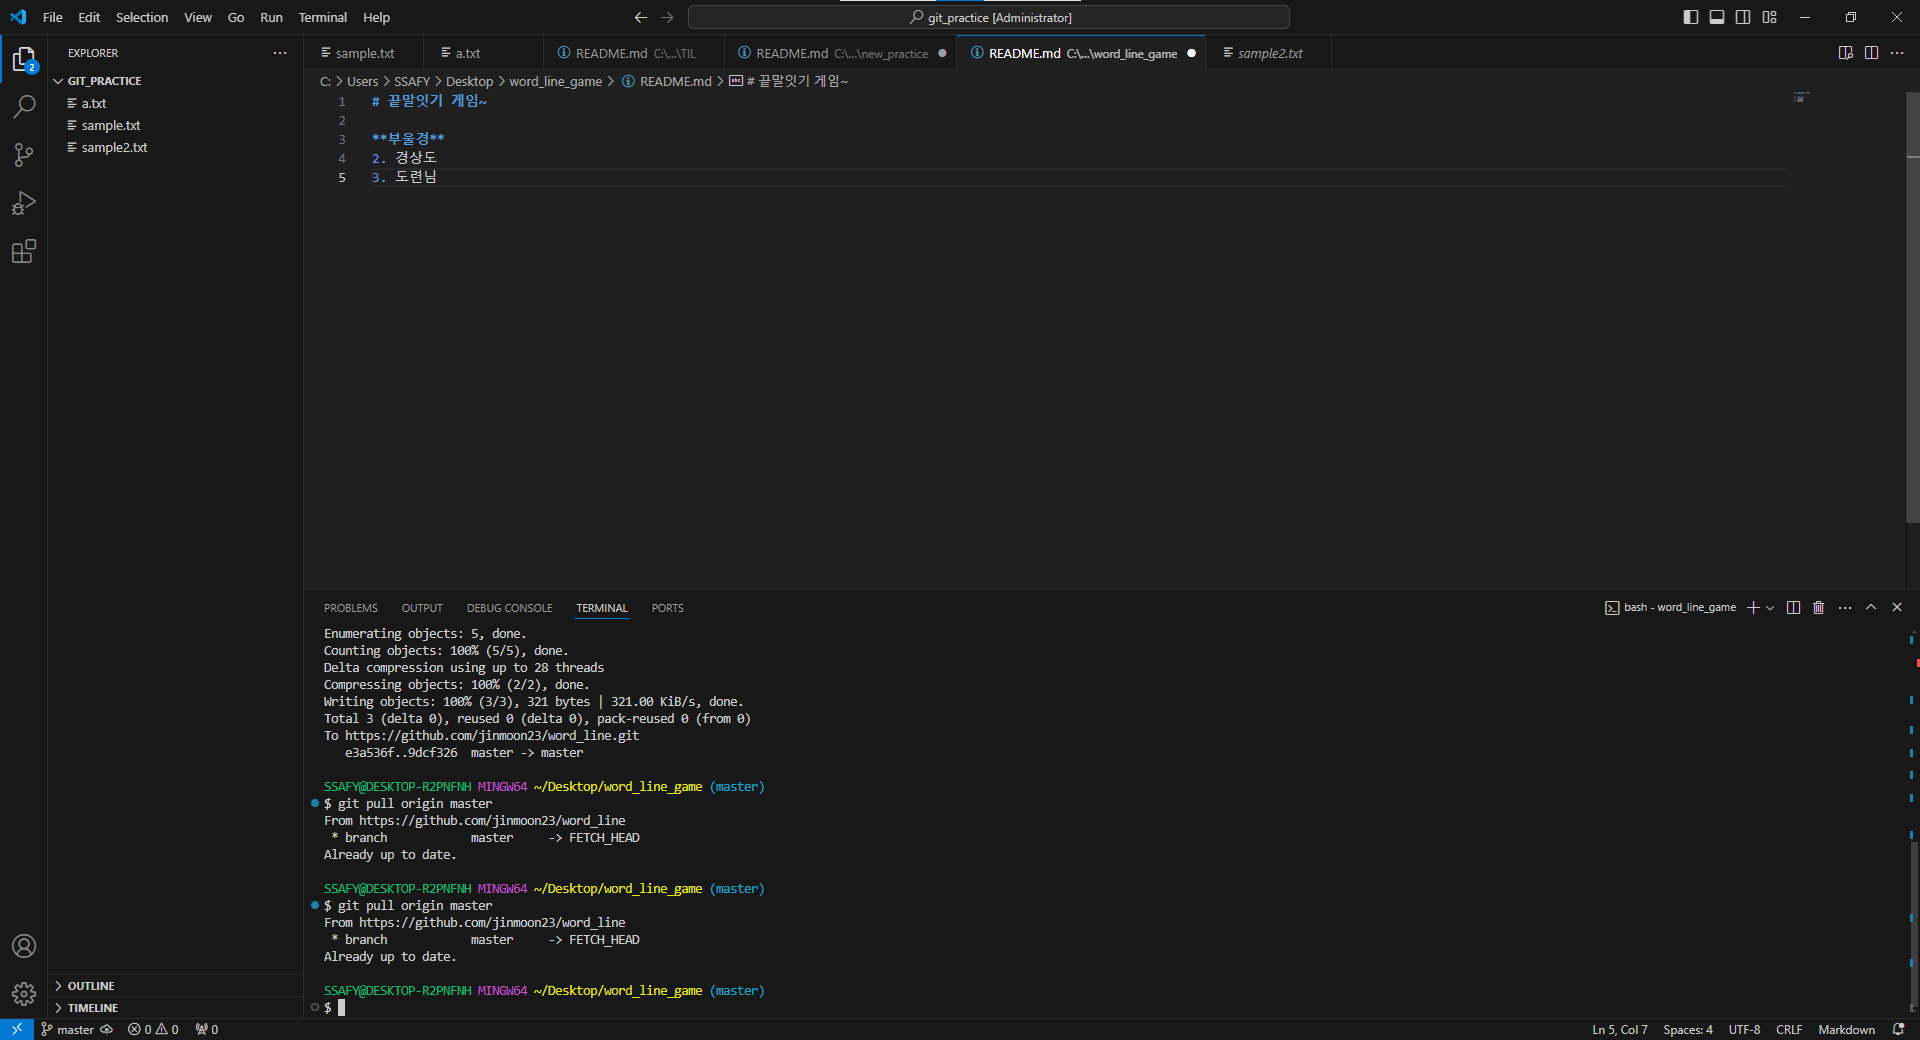 File Edit Selection View Go Run Terminal Help
git_practice [Administrator]
EXPLORER
GIT_PRACTICE
a.txt
sample.txt
sample2.txt
OUTLINE
TIMELINE
2
sample.txt
a.txt
README.md C:\...\TIL
README.md C:\...\new_practice
README.md C:\...\word_line_game
sample2.txt
C: > Users > SSAFY > Desktop > word_line_game > README.md > # 끝말잇기 게임~
1 # 끝말잇기 게임~
2
3 **부울경**
4 2. 경상도
5 3. 도련님
PROBLEMS OUTPUT DEBUG CONSOLE TERMINAL PORTS
bash - word_line_game
Enumerating objects: 5, done.
Counting objects: 100% (5/5), done.
Delta compression using up to 28 threads
Compressing objects: 100% (2/2), done.
Writing objects: 100% (3/3), 321 bytes | 321.00 KiB/s, done.
Total 3 (delta 0), reused 0 (delta 0), pack-reused 0 (from 0)
To https://github.com/jinmoon23/word_line.git
e3a536f..9dcf326 master -> master
SSAFY@DESKTOP-R2PNFNH MINGW64 ~/Desktop/word_line_game (master)
$ git pull origin master
From https://github.com/jinmoon23/word_line
* branch master -> FETCH_HEAD
Already up to date.
SSAFY@DESKTOP-R2PNFNH MINGW64 ~/Desktop/word_line_game (master)
$ git pull origin master
From https://github.com/jinmoon23/word_line
* branch master -> FETCH_HEAD
Already up to date.
SSAFY@DESKTOP-R2PNFNH MINGW64 ~/Desktop/word_line_game (master)
$
master 0 0 0
Ln 5, Col 7 Spaces: 4 UTF-8 CRLF Markdown